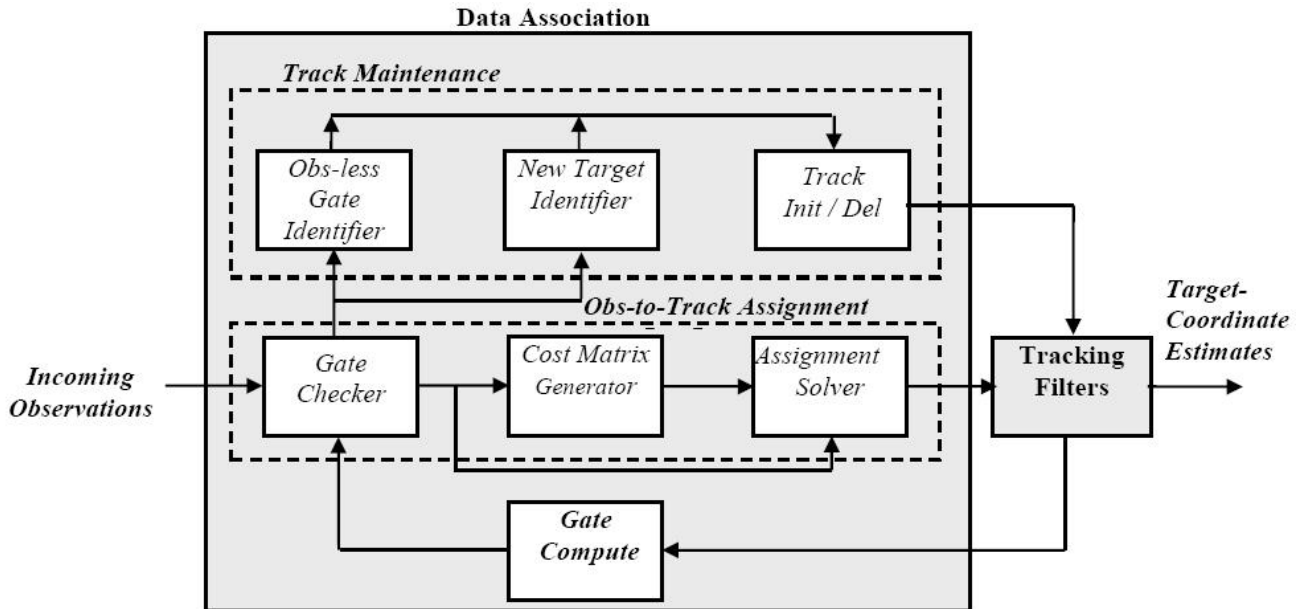 Data Association
Track Maintenance
Obs-less
Gate
Identifier
New Target
Identifier
Track
Init / Del
Obs-to-Track Assignment
Target-
Coordinate
Estimates
Incoming
Observations
Gate
Checker
Cost Matrix
Generator
Assignment
Solver
Tracking
Filters
Gate
Compute